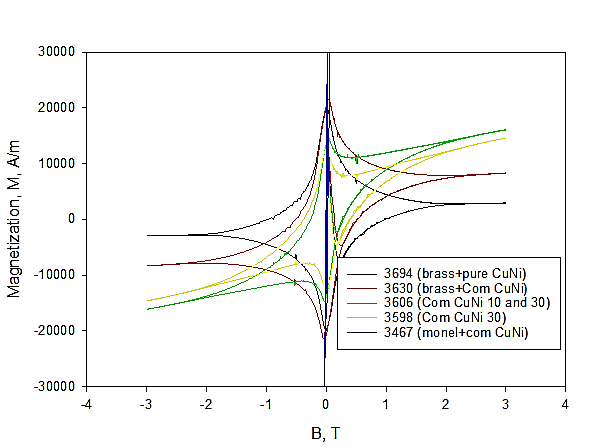 30000
20000
10000
0
-10000
-20000
-30000
Magnetization, M, A/m
3694 (brass+pure CuNi)
3630 (brass+Com CuNi)
3606 (Com CuNi 10 and 30)
3598 (Com CuNi 30)
3467 (monel+com CuNi)
-4 -3 -2 -1 0 1 2 3 4
B, T